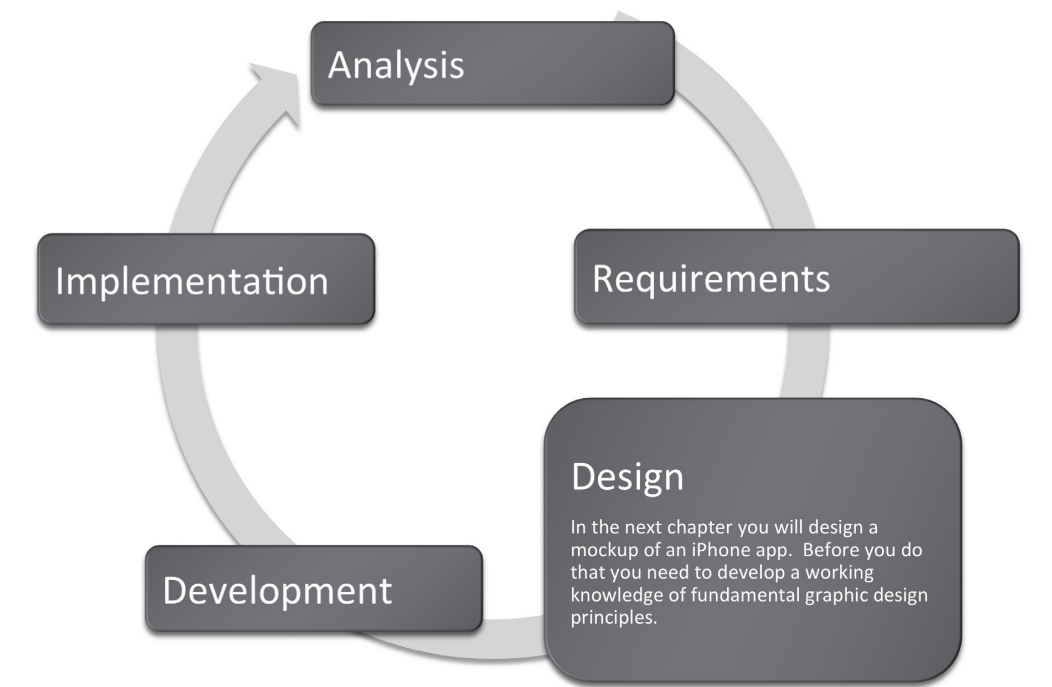 Analysis
Requirements
Design
In the next chapter you will design a
mockup of an iPhone app.  Before you do
that you need to develop a working
knowledge of fundamental graphic design
principles.
Development
Implementation